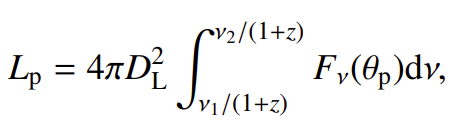 L_p = 4πD_L^2 ∫_{ν_1/(1+z)}^{ν_2/(1+z)} F_ν(θ_p)dν,